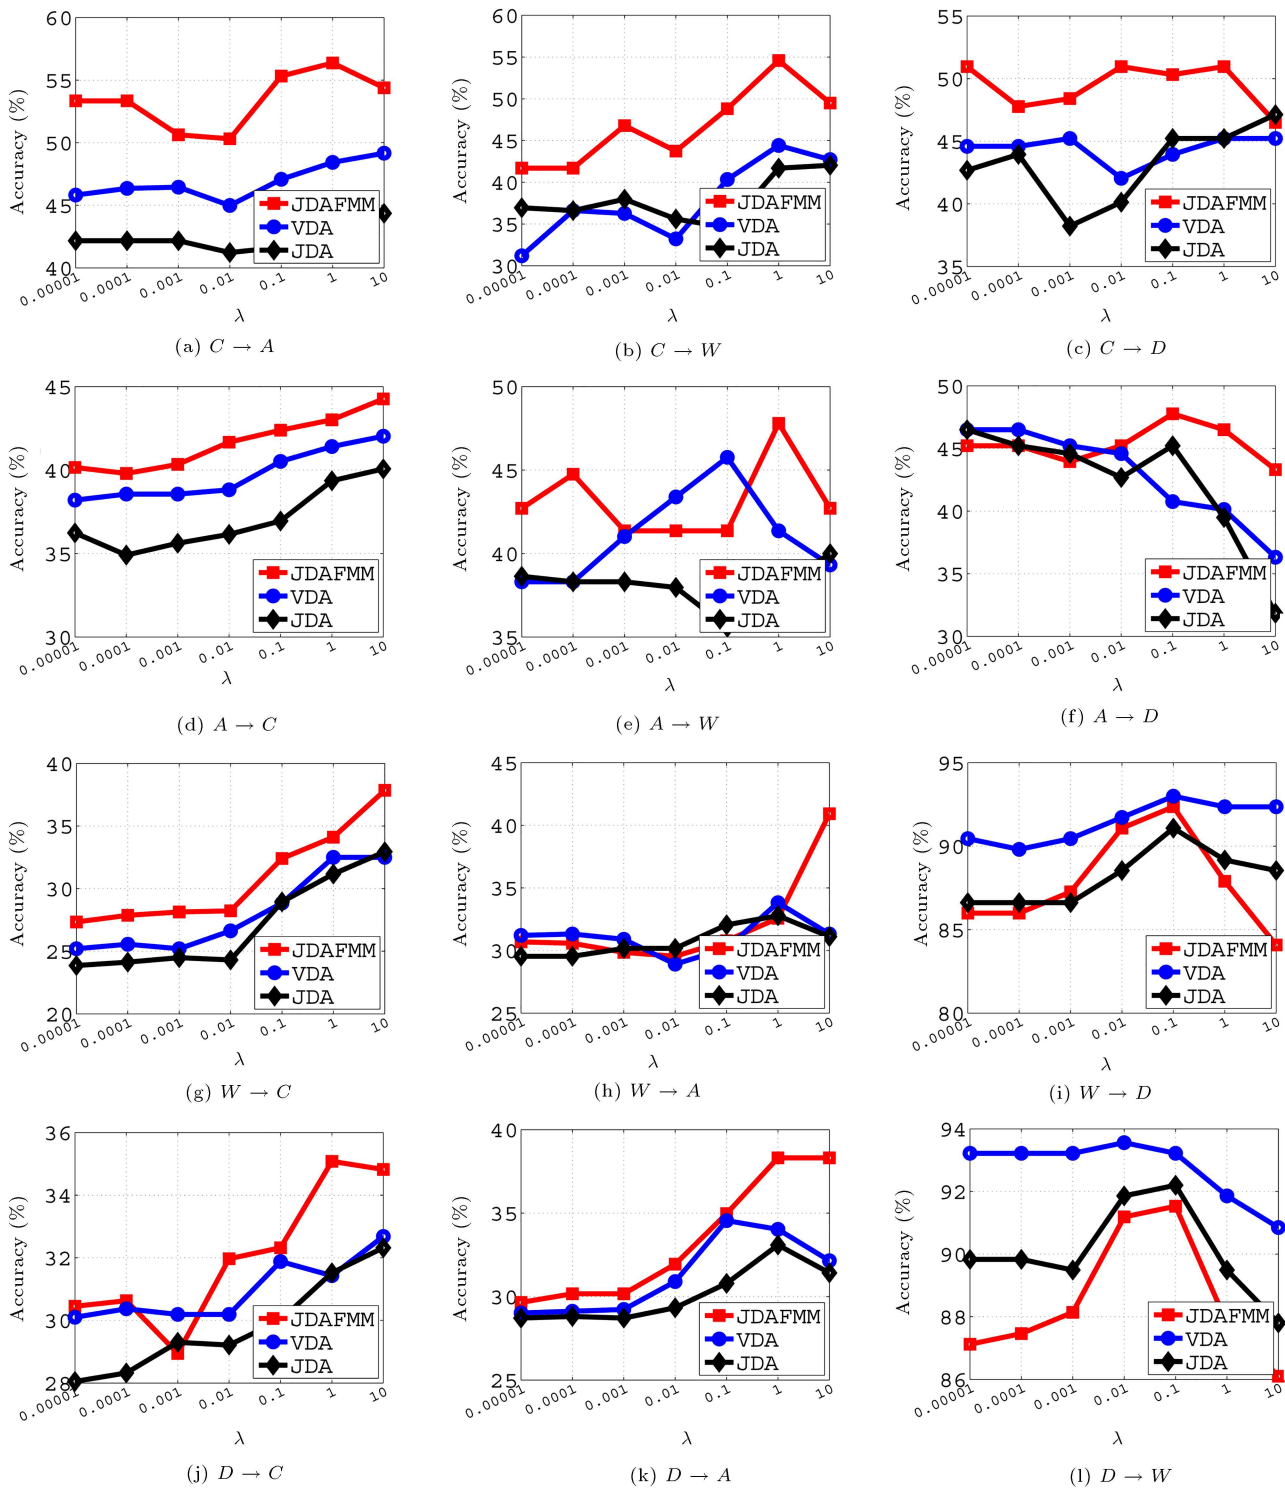 60
55
50
45
40
Accuracy (%)
JDAFMM
VDA
JDA
0.00001 0.0001 0.001 0.01 0.1 1 10
λ
(a) C → A
60
55
50
45
40
35
30
Accuracy (%)
JDAFMM
VDA
JDA
0.00001 0.0001 0.001 0.01 0.1 1 10
λ
(b) C → W
55
50
45
40
35
Accuracy (%)
JDAFMM
VDA
JDA
0.00001 0.0001 0.001 0.01 0.1 1 10
λ
(c) C → D
45
40
35
30
Accuracy (%)
JDAFMM
VDA
JDA
0.00001 0.0001 0.001 0.01 0.1 1 10
λ
(d) A → C
50
45
40
35
Accuracy (%)
JDAFMM
VDA
JDA
0.00001 0.0001 0.001 0.01 0.1 1 10
λ
(e) A → W
50
45
40
35
30
Accuracy (%)
JDAFMM
VDA
JDA
0.00001 0.0001 0.001 0.01 0.1 1 10
λ
(f) A → D
40
35
30
25
20
Accuracy (%)
JDAFMM
VDA
JDA
0.00001 0.0001 0.001 0.01 0.1 1 10
λ
(g) W → C
45
40
35
30
25
Accuracy (%)
JDAFMM
VDA
JDA
0.00001 0.0001 0.001 0.01 0.1 1 10
λ
(h) W → A
95
90
85
80
Accuracy (%)
JDAFMM
VDA
JDA
0.00001 0.0001 0.001 0.01 0.1 1 10
λ
(i) W → D
36
34
32
30
28
Accuracy (%)
JDAFMM
VDA
JDA
0.00001 0.0001 0.001 0.01 0.1 1 10
λ
(j) D → C
40
35
30
25
Accuracy (%)
JDAFMM
VDA
JDA
0.00001 0.0001 0.001 0.01 0.1 1 10
λ
(k) D → A
94
92
90
88
86
Accuracy (%)
JDAFMM
VDA
JDA
0.00001 0.0001 0.001 0.01 0.1 1 10
λ
(l) D → W